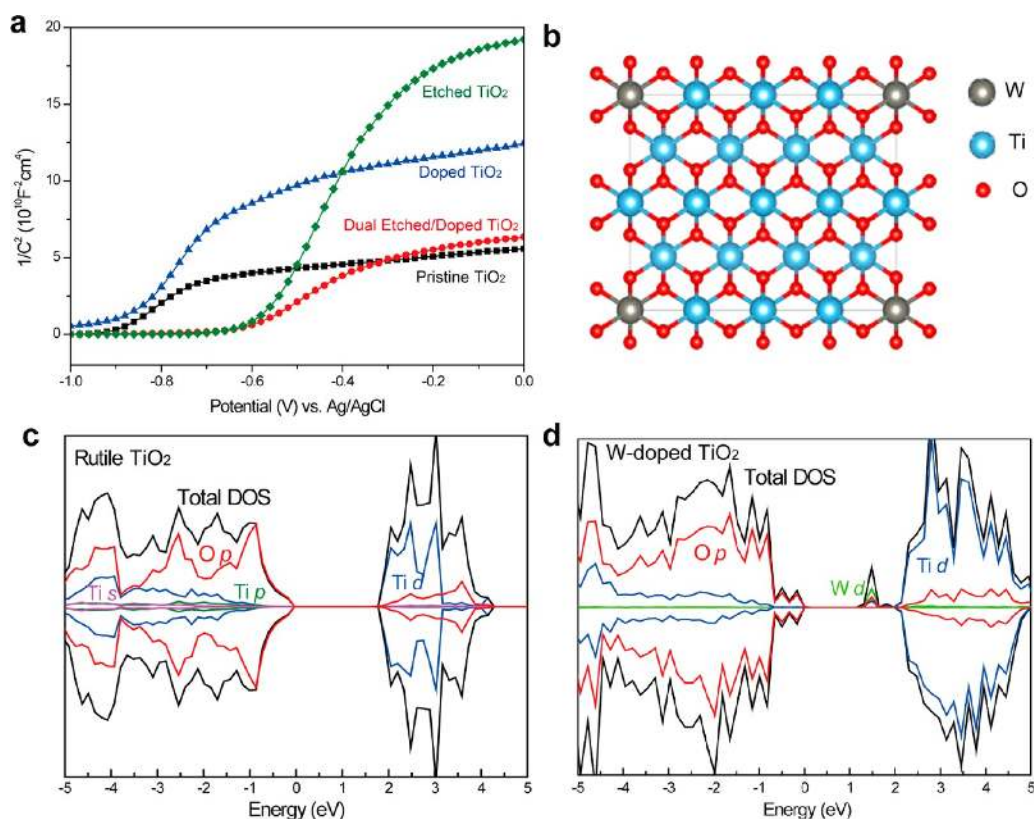 a
20
15
10
5
0
1/C² (10¹⁰F⁻²cm⁴)
Etched TiO₂
Doped TiO₂
Dual Etched/Doped TiO₂
Pristine TiO₂
-1.0 -0.8 -0.6 -0.4 -0.2 0.0
Potential (V) vs. Ag/AgCl
b
W
Ti
O
c
Rutile TiO₂
Total DOS
O p
Ti s
Ti p
Ti d
-5 -4 -3 -2 -1 0 1 2 3 4 5
Energy (eV)
d
W-doped TiO₂
Total DOS
O p
W d
Ti d
-5 -4 -3 -2 -1 0 1 2 3 4 5
Energy (eV)